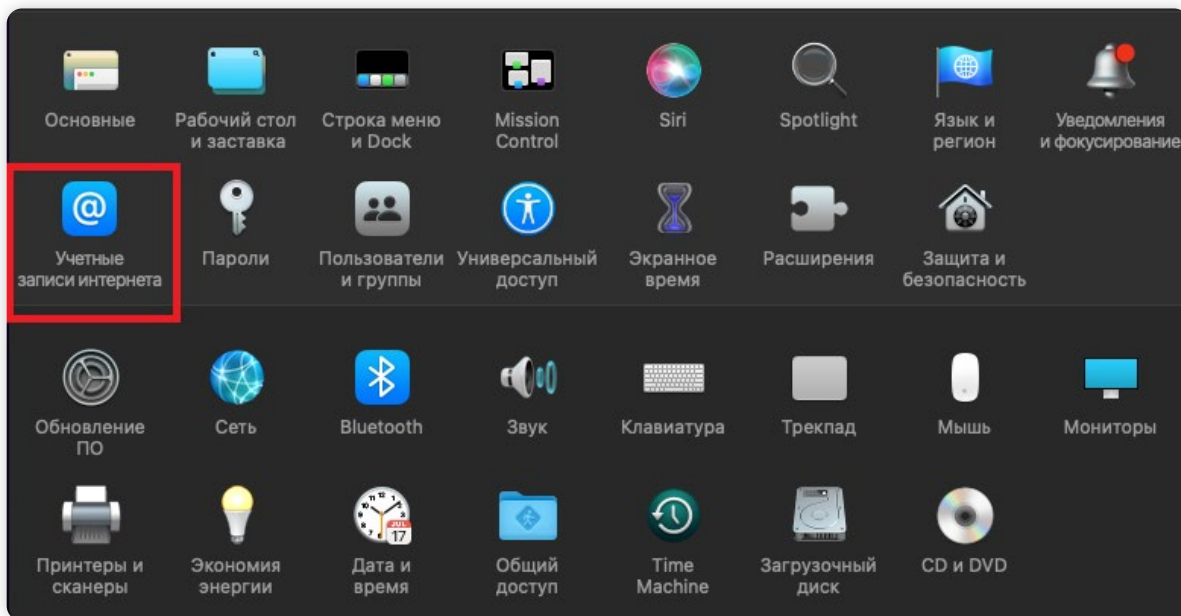 Основные
Рабочий стол
и заставка
Строка меню
и Dock
Mission
Control
Siri
Spotlight
Язык и
регион
Уведомления
и фокусирование
@
Учетные
записи интернета
Пароли
Пользователи
и группы
Универсальный
доступ
Экранное
время
Расширения
Защита и
безопасность
Обновление
ПО
Сеть
Bluetooth
Звук
Клавиатура
Трекпад
Мышь
Мониторы
Принтеры и
сканеры
Экономия
энергии
JUL
17
Дата и
время
Общий
доступ
Time
Machine
Загрузочный
диск
CD и DVD